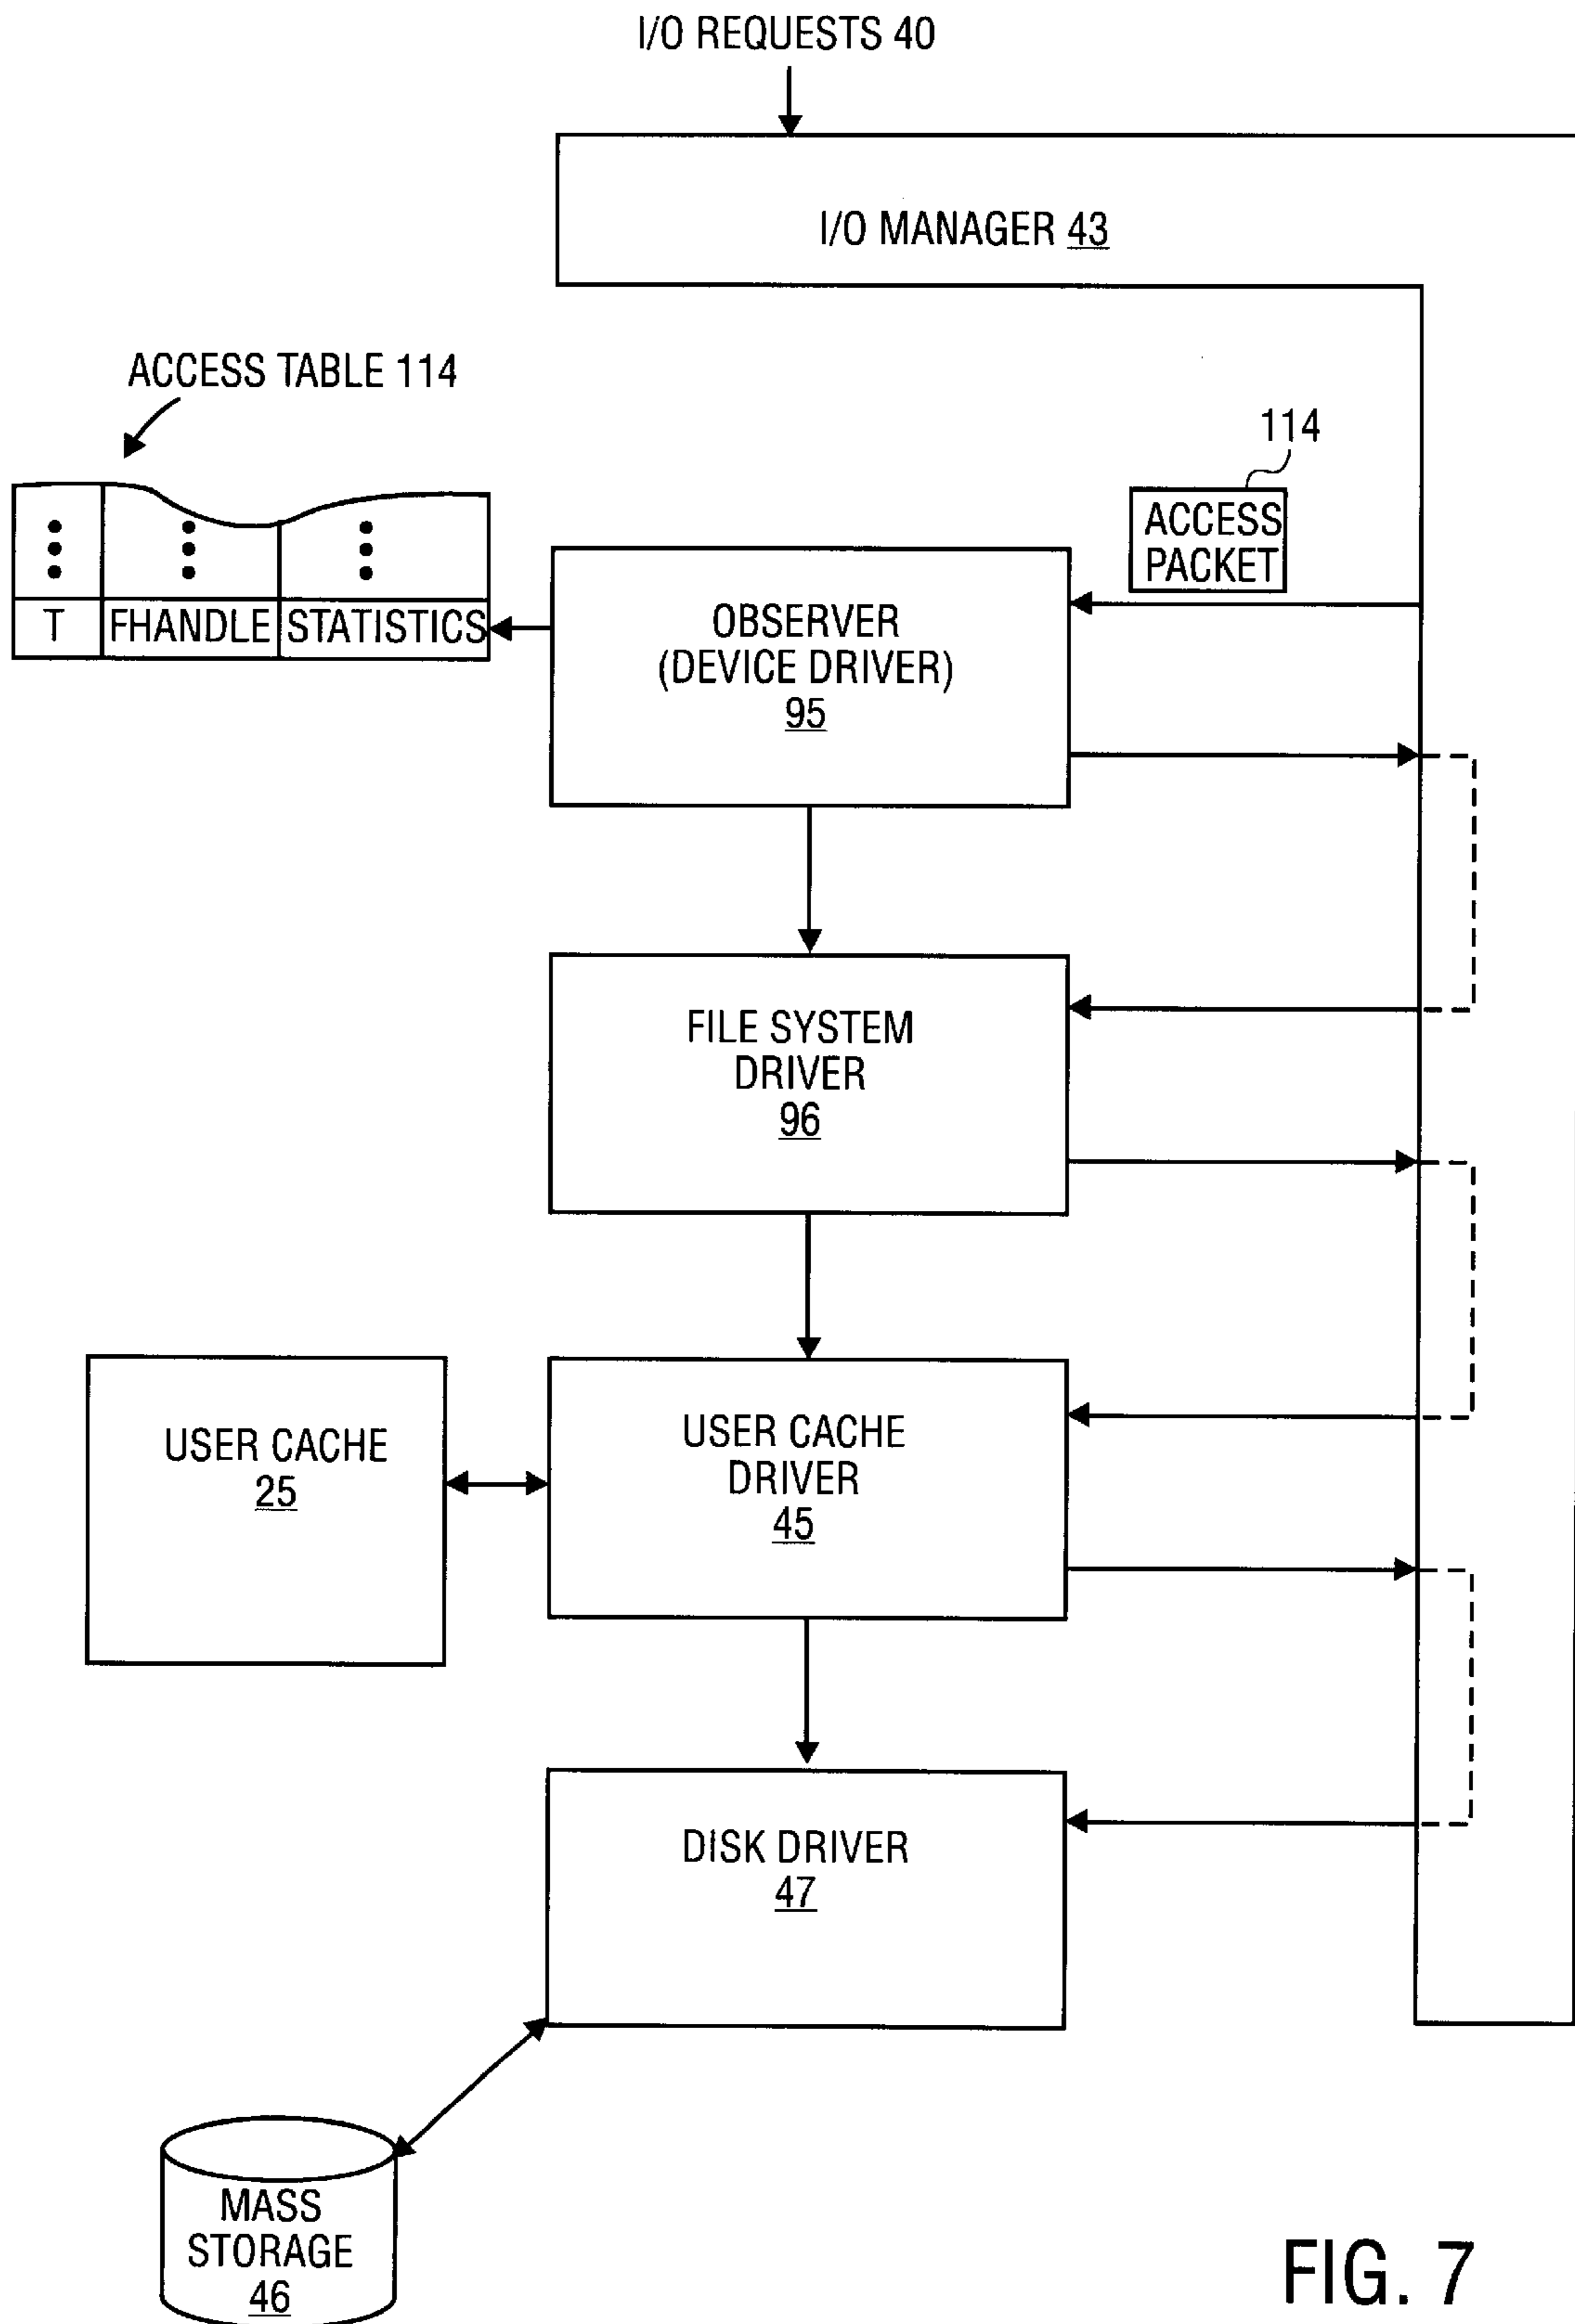 I/O REQUESTS 40
I/O MANAGER 43
ACCESS TABLE 114
114
ACCESS
PACKET
T FHANDLE STATISTICS
OBSERVER
(DEVICE DRIVER)
95
FILE SYSTEM
DRIVER
96
USER CACHE
25
USER CACHE
DRIVER
45
DISK DRIVER
47
MASS
STORAGE
46
FIG. 7